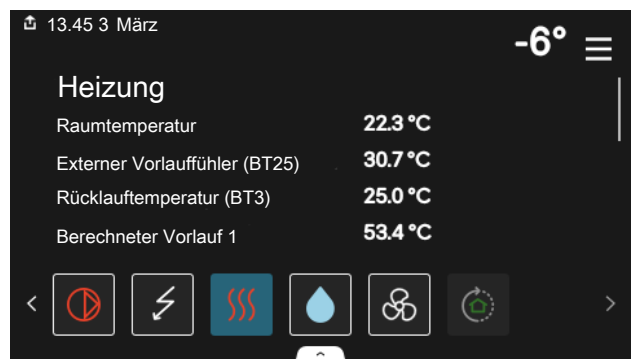 13.45 3 März
-6°
Heizung
Raumtemperatur 22.3 °C
Externer Vorlauffühler (BT25) 30.7 °C
Rücklauftemperatur (BT3) 25.0 °C
Berechneter Vorlauf 1 53.4 °C